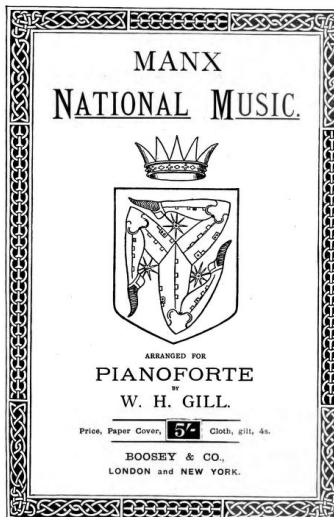 MANX
NATIONAL MUSIC.
ARRANGED FOR
PIANOFORTE
BY
W. H. GILL.
Price, Paper Cover, 5/- Cloth, gilt, 4s.
BOOSEY & CO.,
LONDON and NEW YORK.